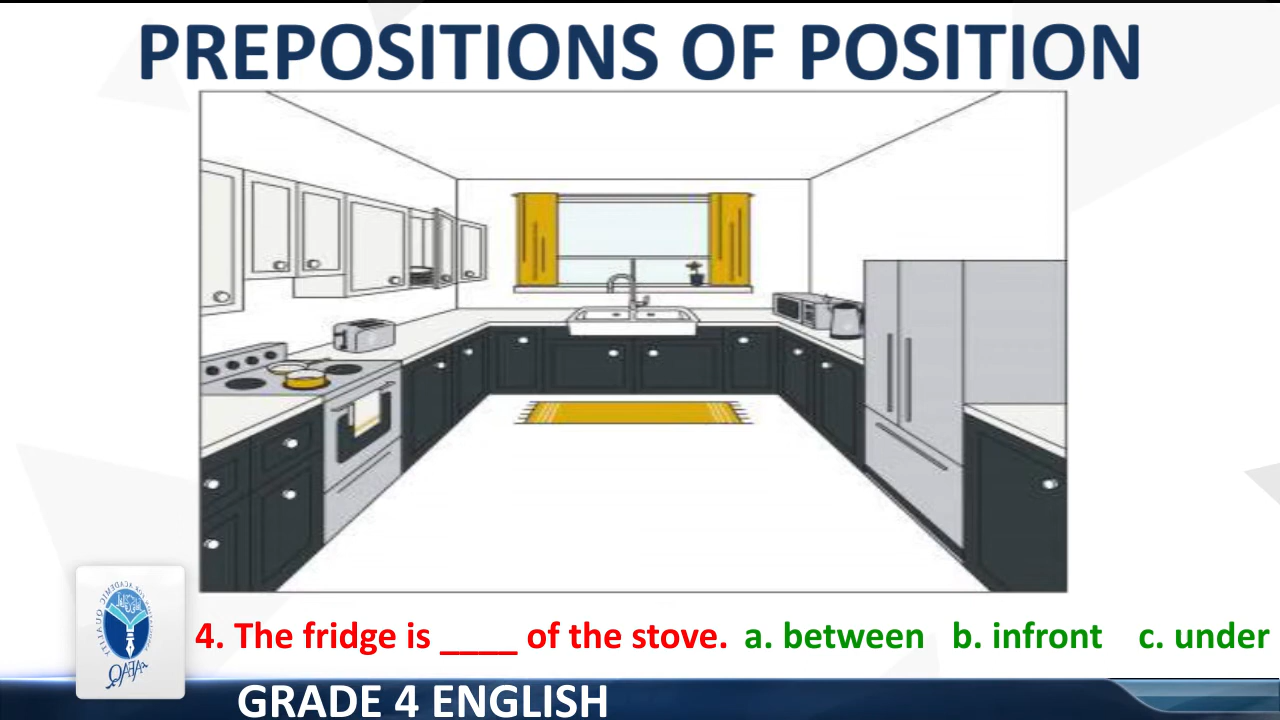 PREPOSITIONS OF POSITION
4. The fridge is ____ of the stove. a. between b. infront c. under
GRADE 4 ENGLISH